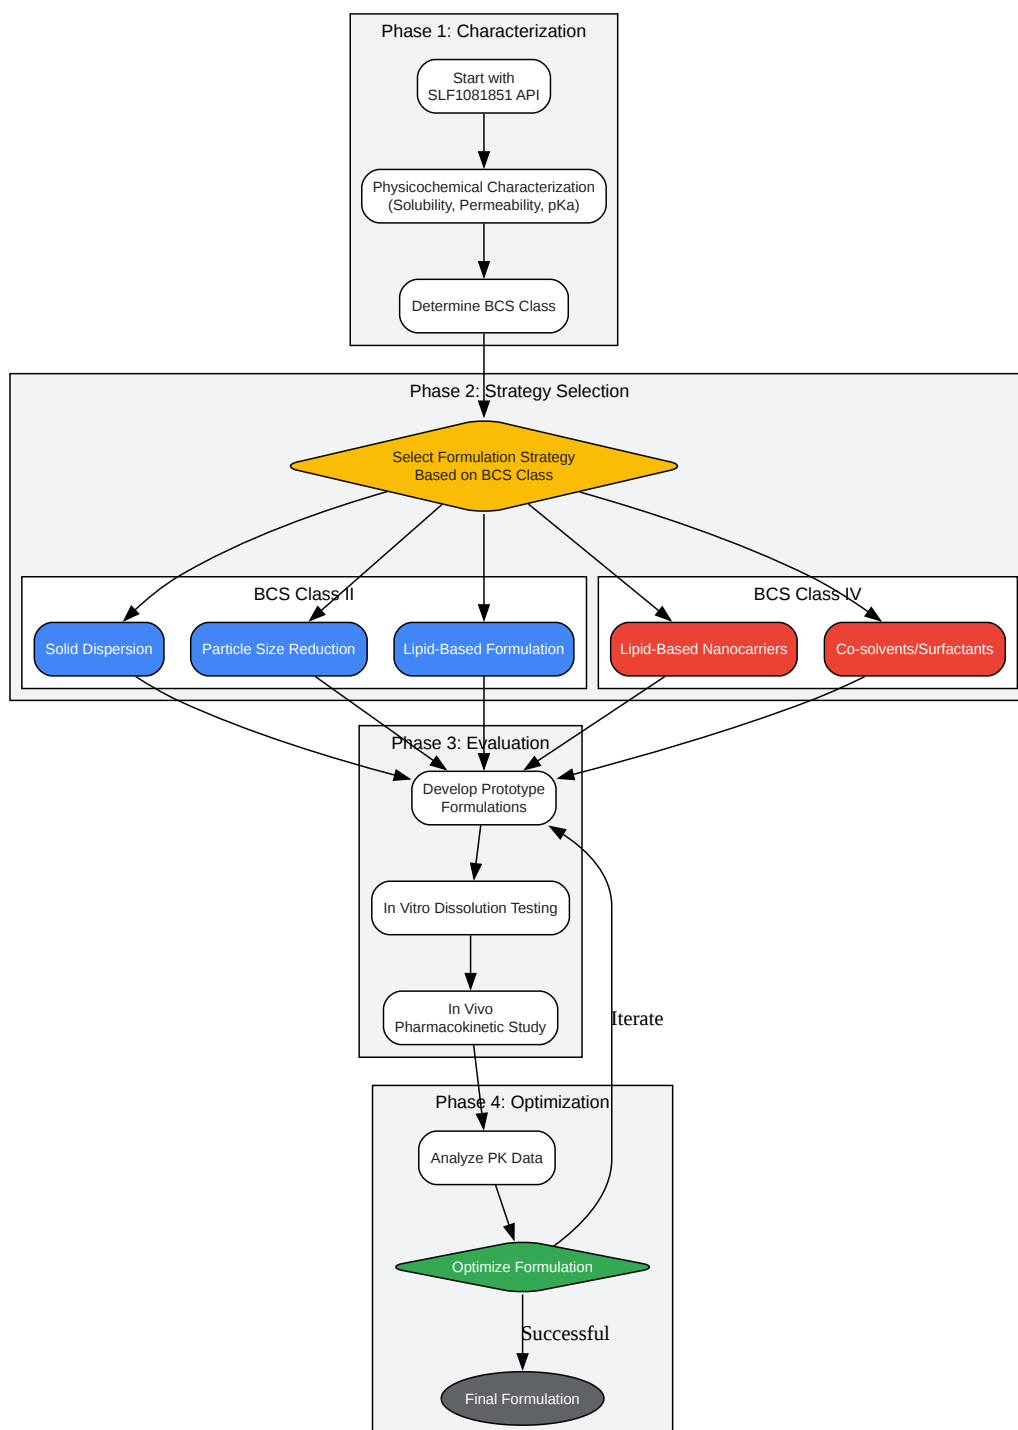 Phase 1: Characterization
Start with
SLF1081851 API
Physicochemical Characterization
(Solubility, Permeability, pKa)
Determine BCS Class
Phase 2: Strategy Selection
Select Formulation Strategy
Based on BCS Class
BCS Class II
BCS Class IV
Solid Dispersion
Particle Size Reduction
Lipid-Based Formulation
Lipid-Based Nanocarriers
Co-solvents/Surfactants
Phase 3: Evaluation
Develop Prototype
Formulations
In Vitro Dissolution Testing
In Vivo
Pharmacokinetic Study
Iterate
Phase 4: Optimization
Analyze PK Data
Optimize Formulation
Successful
Final Formulation